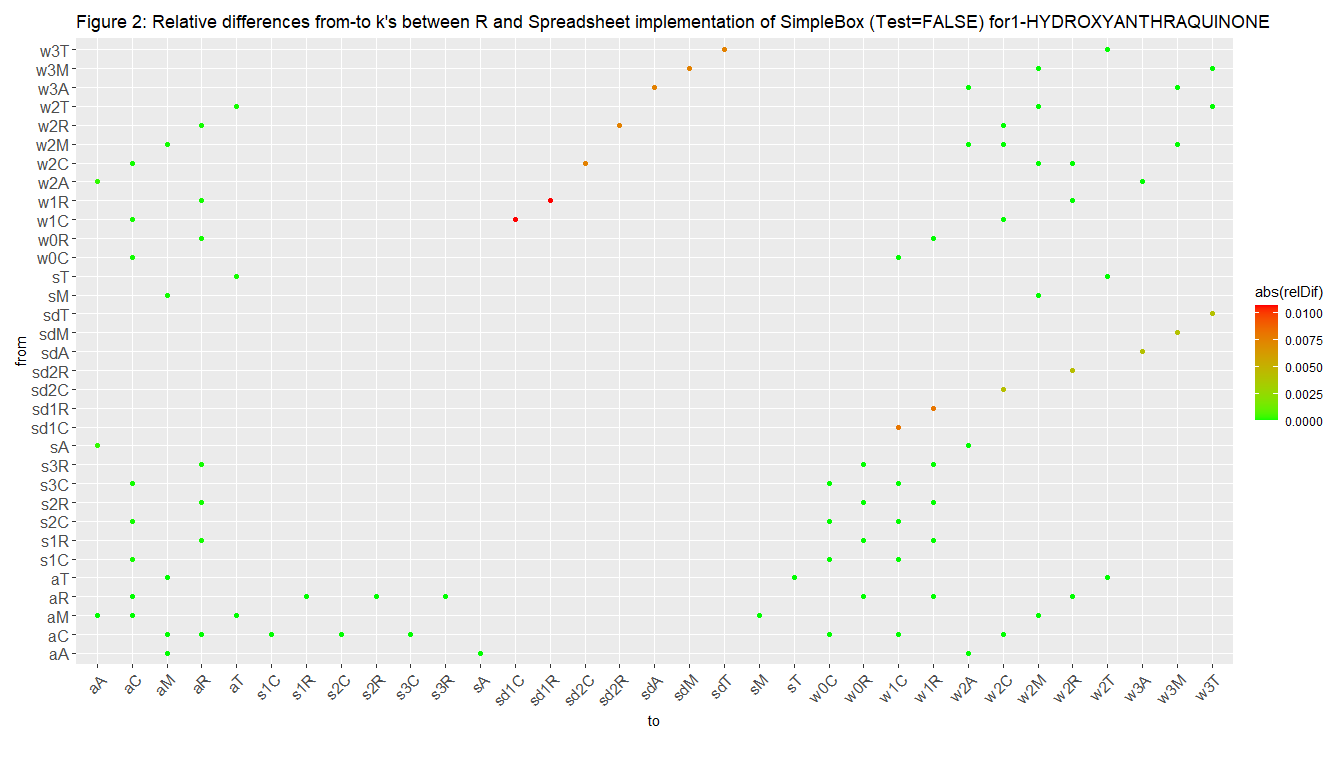 Figure 2: Relative differences from-to k's between R and Spreadsheet implementation of SimpleBox (Test=FALSE) for1-HYDROXYANTHRAQUINONE
w3T
w3M
w3A
w2T
w2R
w2M
w2C
w2A
w1R
w1C
w0R
w0C
sT
sM
sdT
sdM
sdA
sd2R
sd2C
sd1R
sd1C
sA
s3R
s3C
s2R
s2C
s1R
s1C
aT
aR
aM
aC
aA
from
aA aC aM aR aT s1C s1R s2C s2R s3C s3R sA sd1C sd1R sd2C sd2R sdA sdM sdT sM sT w0C w0R w1C w1R w2A w2C w2M w2R w2T w3A w3M w3T
to
abs(relDif)
0.0100
0.0075
0.0050
0.0025
0.0000